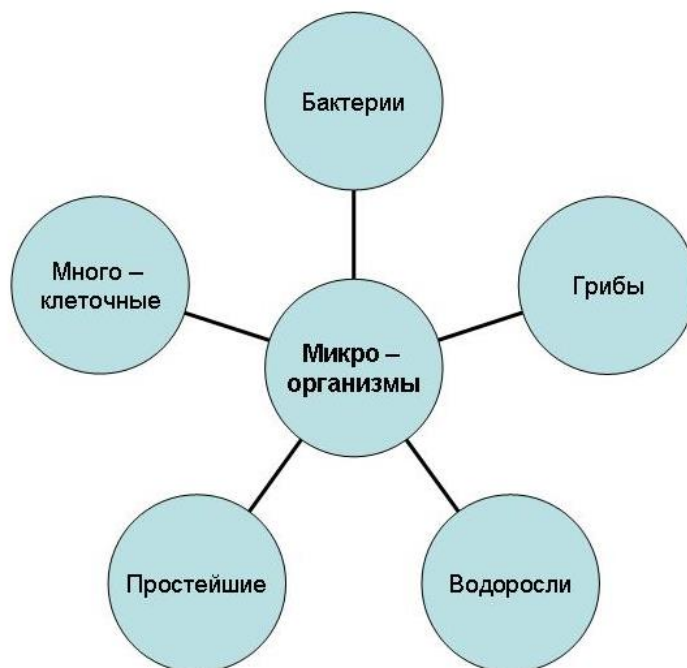 Бактерии
Много –
клеточные
Грибы
Микро –
организмы
Простейшие
Водоросли